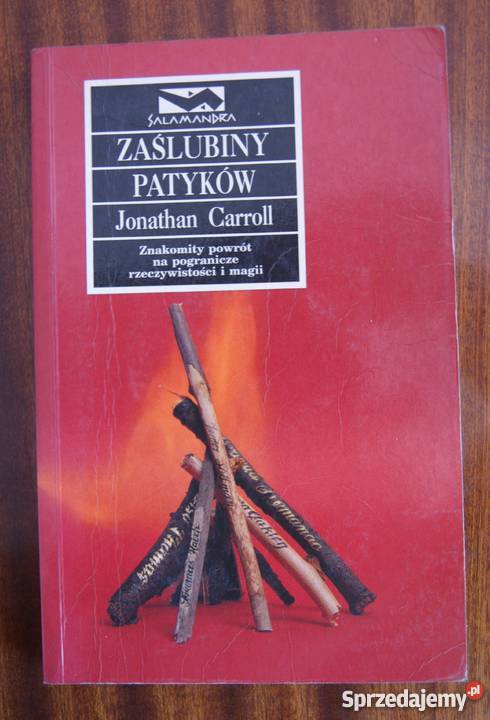 SALAMANDRA
ZAŚLUBINY
PATYKÓW
Jonathan Carroll
Znakomity powrót
na pogranicze
rzeczywistości i magii
Sprzedajemy.pl